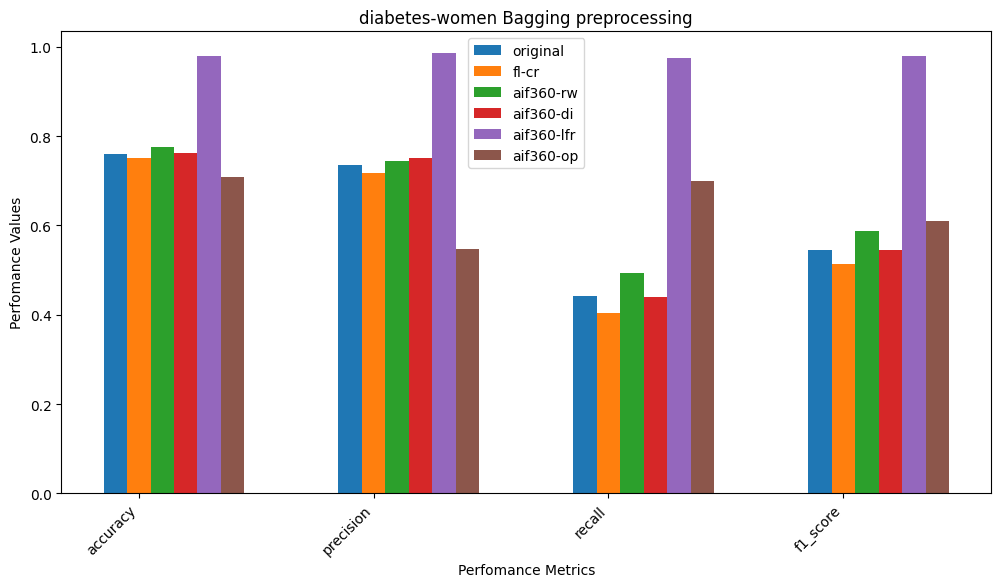 diabetes-women Bagging preprocessing
1.0
0.8
0.6
0.4
0.2
0.0
Perfomance Values
original
fl-cr
aif360-rw
aif360-di
aif360-lfr
aif360-op
accuracy
precision
recall
f1_score
Perfomance Metrics